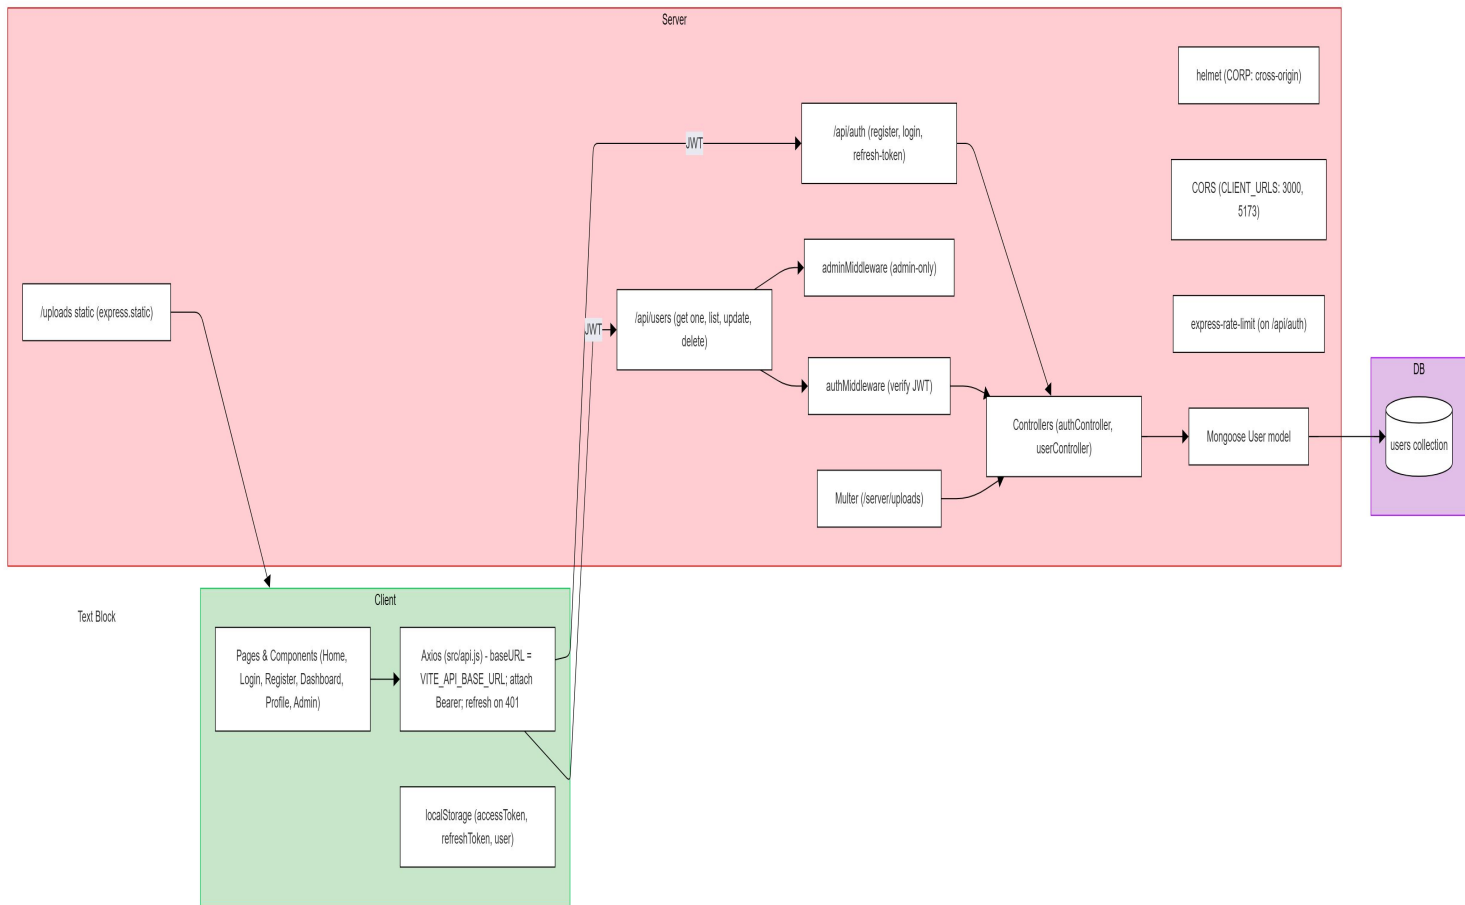 Server
helmet (CORP: cross-origin)
/api/auth (register, login,
refresh-token)
JWT
CORS (CLIENT_URLS: 3000,
5173)
adminMiddleware (admin-only)
/uploads static (express.static)
/api/users (get one, list, update,
delete)
JWT
express-rate-limit (on /api/auth)
authMiddleware (verify JWT)
Controllers (authController,
userController)
Mongoose User model
Multer (/server/uploads)
DB
users collection
Text Block
Client
Pages & Components (Home,
Login, Register, Dashboard,
Profile, Admin)
Axios (src/api.js) - baseURL =
VITE_API_BASE_URL; attach
Bearer; refresh on 401
localStorage (accessToken,
refreshToken, user)